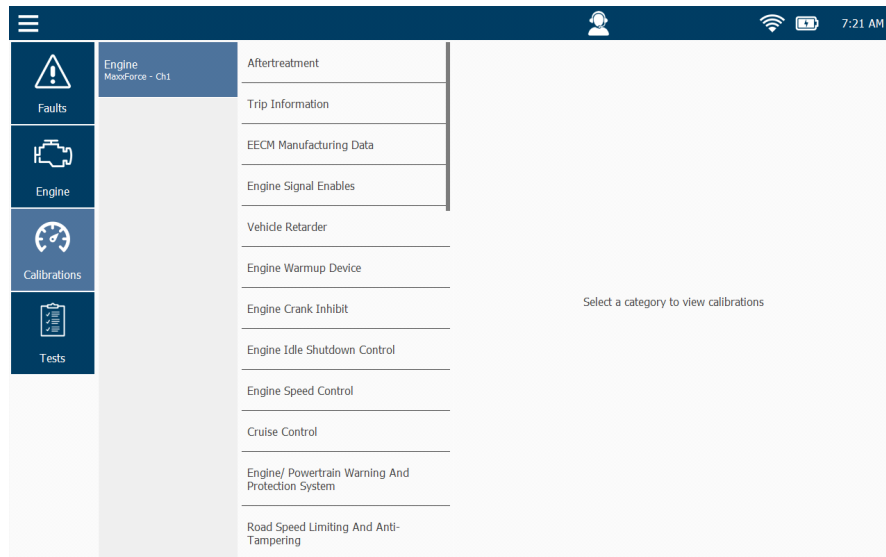 7:21 AM
Faults
Engine
Calibrations
Tests
Engine
MaxxForce - Ch1
Aftertreatment
Trip Information
EECM Manufacturing Data
Engine Signal Enables
Vehicle Retarder
Engine Warmup Device
Engine Crank Inhibit
Engine Idle Shutdown Control
Engine Speed Control
Cruise Control
Engine/ Powertrain Warning And
Protection System
Road Speed Limiting And Anti-
Tampering
Select a category to view calibrations